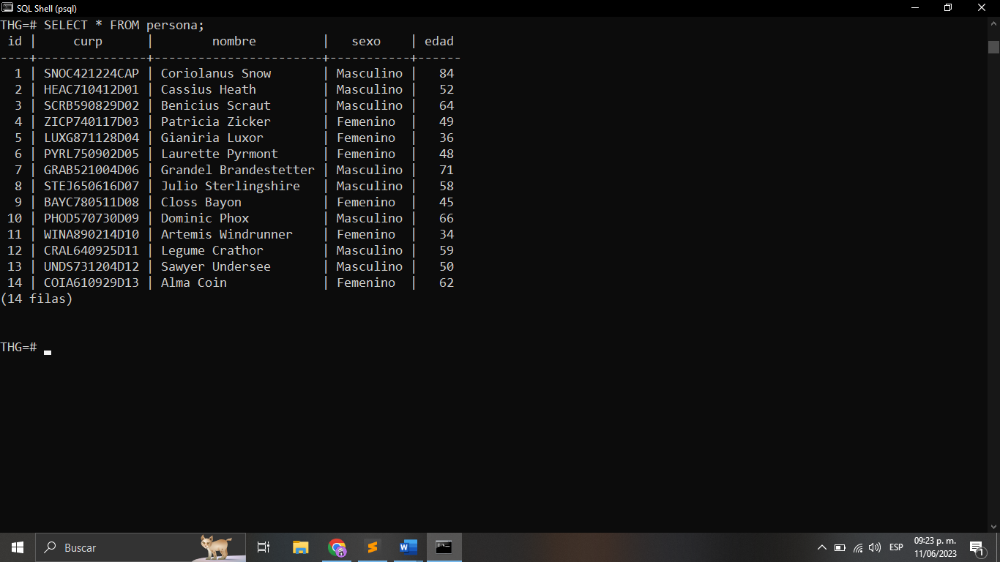 SQL Shell (psql)
THG=# SELECT * FROM persona;
 id |     curp      |        nombre         |   sexo    | edad
----+---------------+-----------------------+-----------+------
  1 | SNOC421224CAP | Coriolanus Snow       | Masculino |   84
  2 | HEAC710412D01 | Cassius Heath         | Masculino |   52
  3 | SCRB590829D02 | Benicius Scraut       | Masculino |   64
  4 | ZICP740117D03 | Patricia Zicker       | Femenino  |   49
  5 | LUXG871128D04 | Gianiria Luxor        | Femenino  |   36
  6 | PYRL750902D05 | Laurette Pyrmont      | Femenino  |   48
  7 | GRAB521004D06 | Grandel Brandestetter | Masculino |   71
  8 | STEJ650616D07 | Julio Sterlingshire   | Masculino |   58
  9 | BAYC780511D08 | Closs Bayon           | Femenino  |   45
 10 | PHOD570730D09 | Dominic Phox          | Masculino |   66
 11 | WINA890214D10 | Artemis Windrunner    | Femenino  |   34
 12 | CRAL640925D11 | Legume Crathor        | Masculino |   59
 13 | UNDS731204D12 | Sawyer Undersee       | Masculino |   50
 14 | COIA610929D13 | Alma Coin             | Femenino  |   62
(14 filas)
THG=#
Buscar
ESP
09:23 p. m.
11/06/2023
1